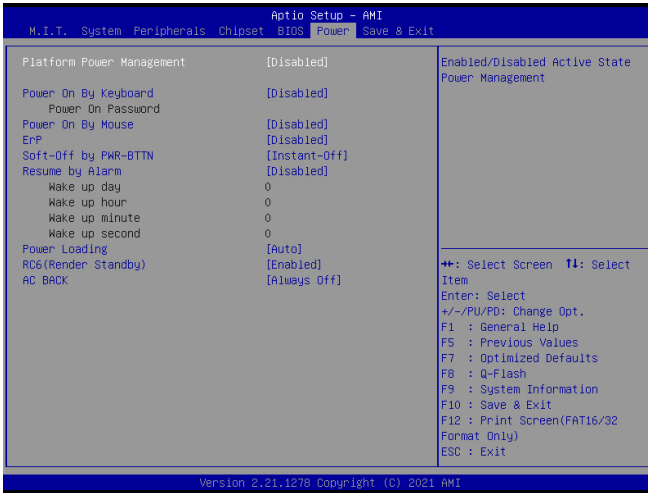 Aptio Setup - AMI
M.I.T. System Peripherals Chipset BIOS Power Save & Exit
Platform Power Management [Disabled]
Power On By Keyboard [Disabled]
Power On Password
Power On By Mouse [Disabled]
ErP [Disabled]
Soft-Off by PWR-BTTN [Instant-Off]
Resume by Alarm [Disabled]
Wake up day 0
Wake up hour 0
Wake up minute 0
Wake up second 0
Power Loading [Auto]
RC6(Render Standby) [Enabled]
AC BACK [Always Off]
Enabled/Disabled Active State
Power Management
→←: Select Screen ↑↓: Select
Item
Enter: Select
+/-/PU/PD: Change Opt.
F1 : General Help
F5 : Previous Values
F7 : Optimized Defaults
F8 : Q-Flash
F9 : System Information
F10 : Save & Exit
F12 : Print Screen(FAT16/32
Format Only)
ESC : Exit
Version 2.21.1278 Copyright (C) 2021 AMI